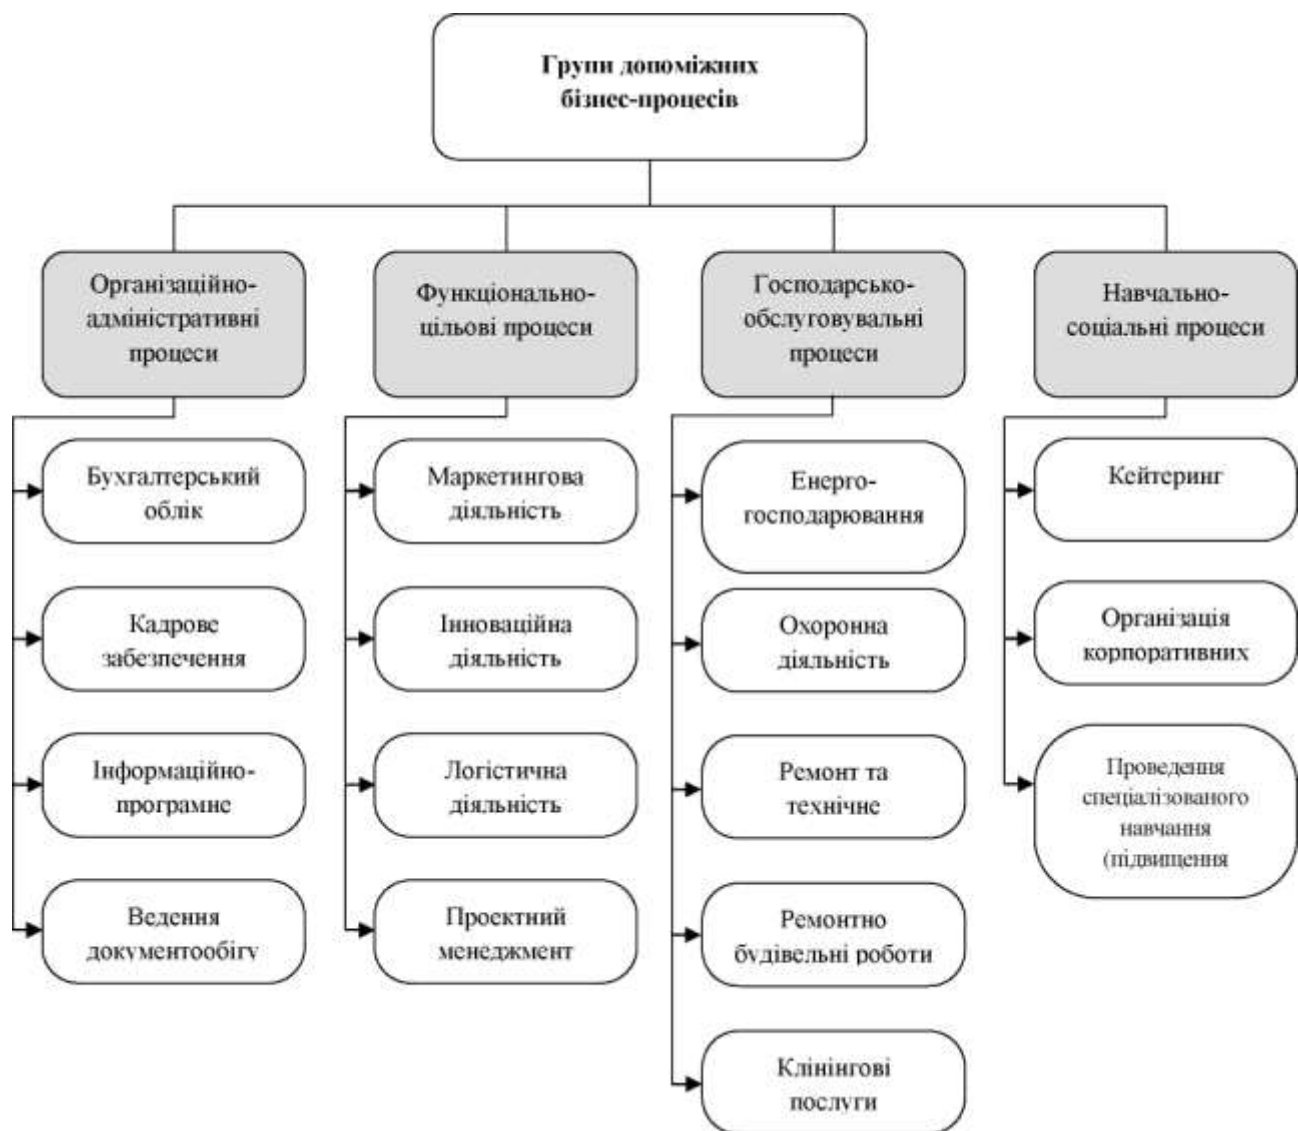 Групи допоміжних
бізнес-процесів
Організаційно-
адміністративні
процеси
Бухгалтерський
облік
Кадрове
забезпечення
Інформаційно-
програмне
Ведення
документообігу
Функціонально-
цільові процеси
Маркетингова
діяльність
Інноваційна
діяльність
Логістична
діяльність
Проектний
менеджмент
Господарсько-
обслуговувальні
процеси
Енерго-
господарювання
Охоронна
діяльність
Ремонт та
технічне
Ремонтно
будівельні роботи
Клінінгові
послуги
Навчально-
соціальні процеси
Кейтеринг
Організація
корпоративних
Проведення
спеціалізованого
навчання
(підвищення